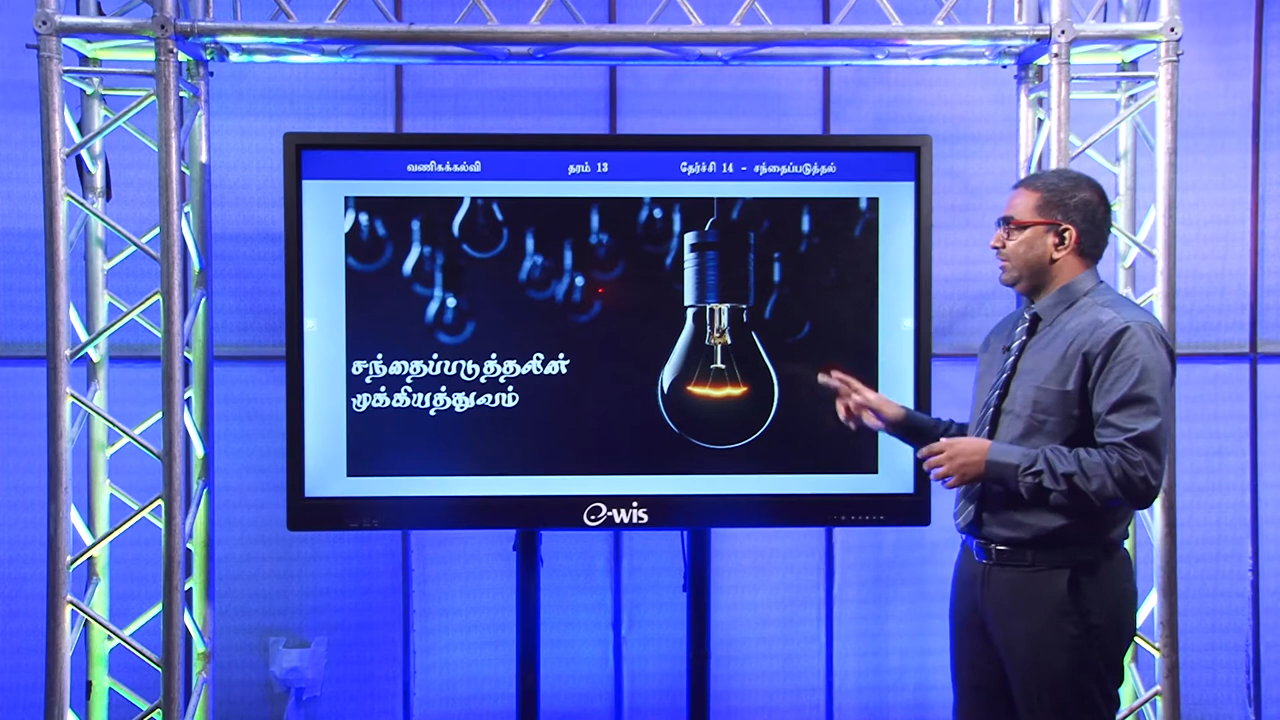 வணிகக்கல்வி தரம் 13 தேர்ச்சி 14 - சந்தைப்படுத்தல்
சந்தைப்படுத்தலின்
முக்கியத்துவம்
e-wis